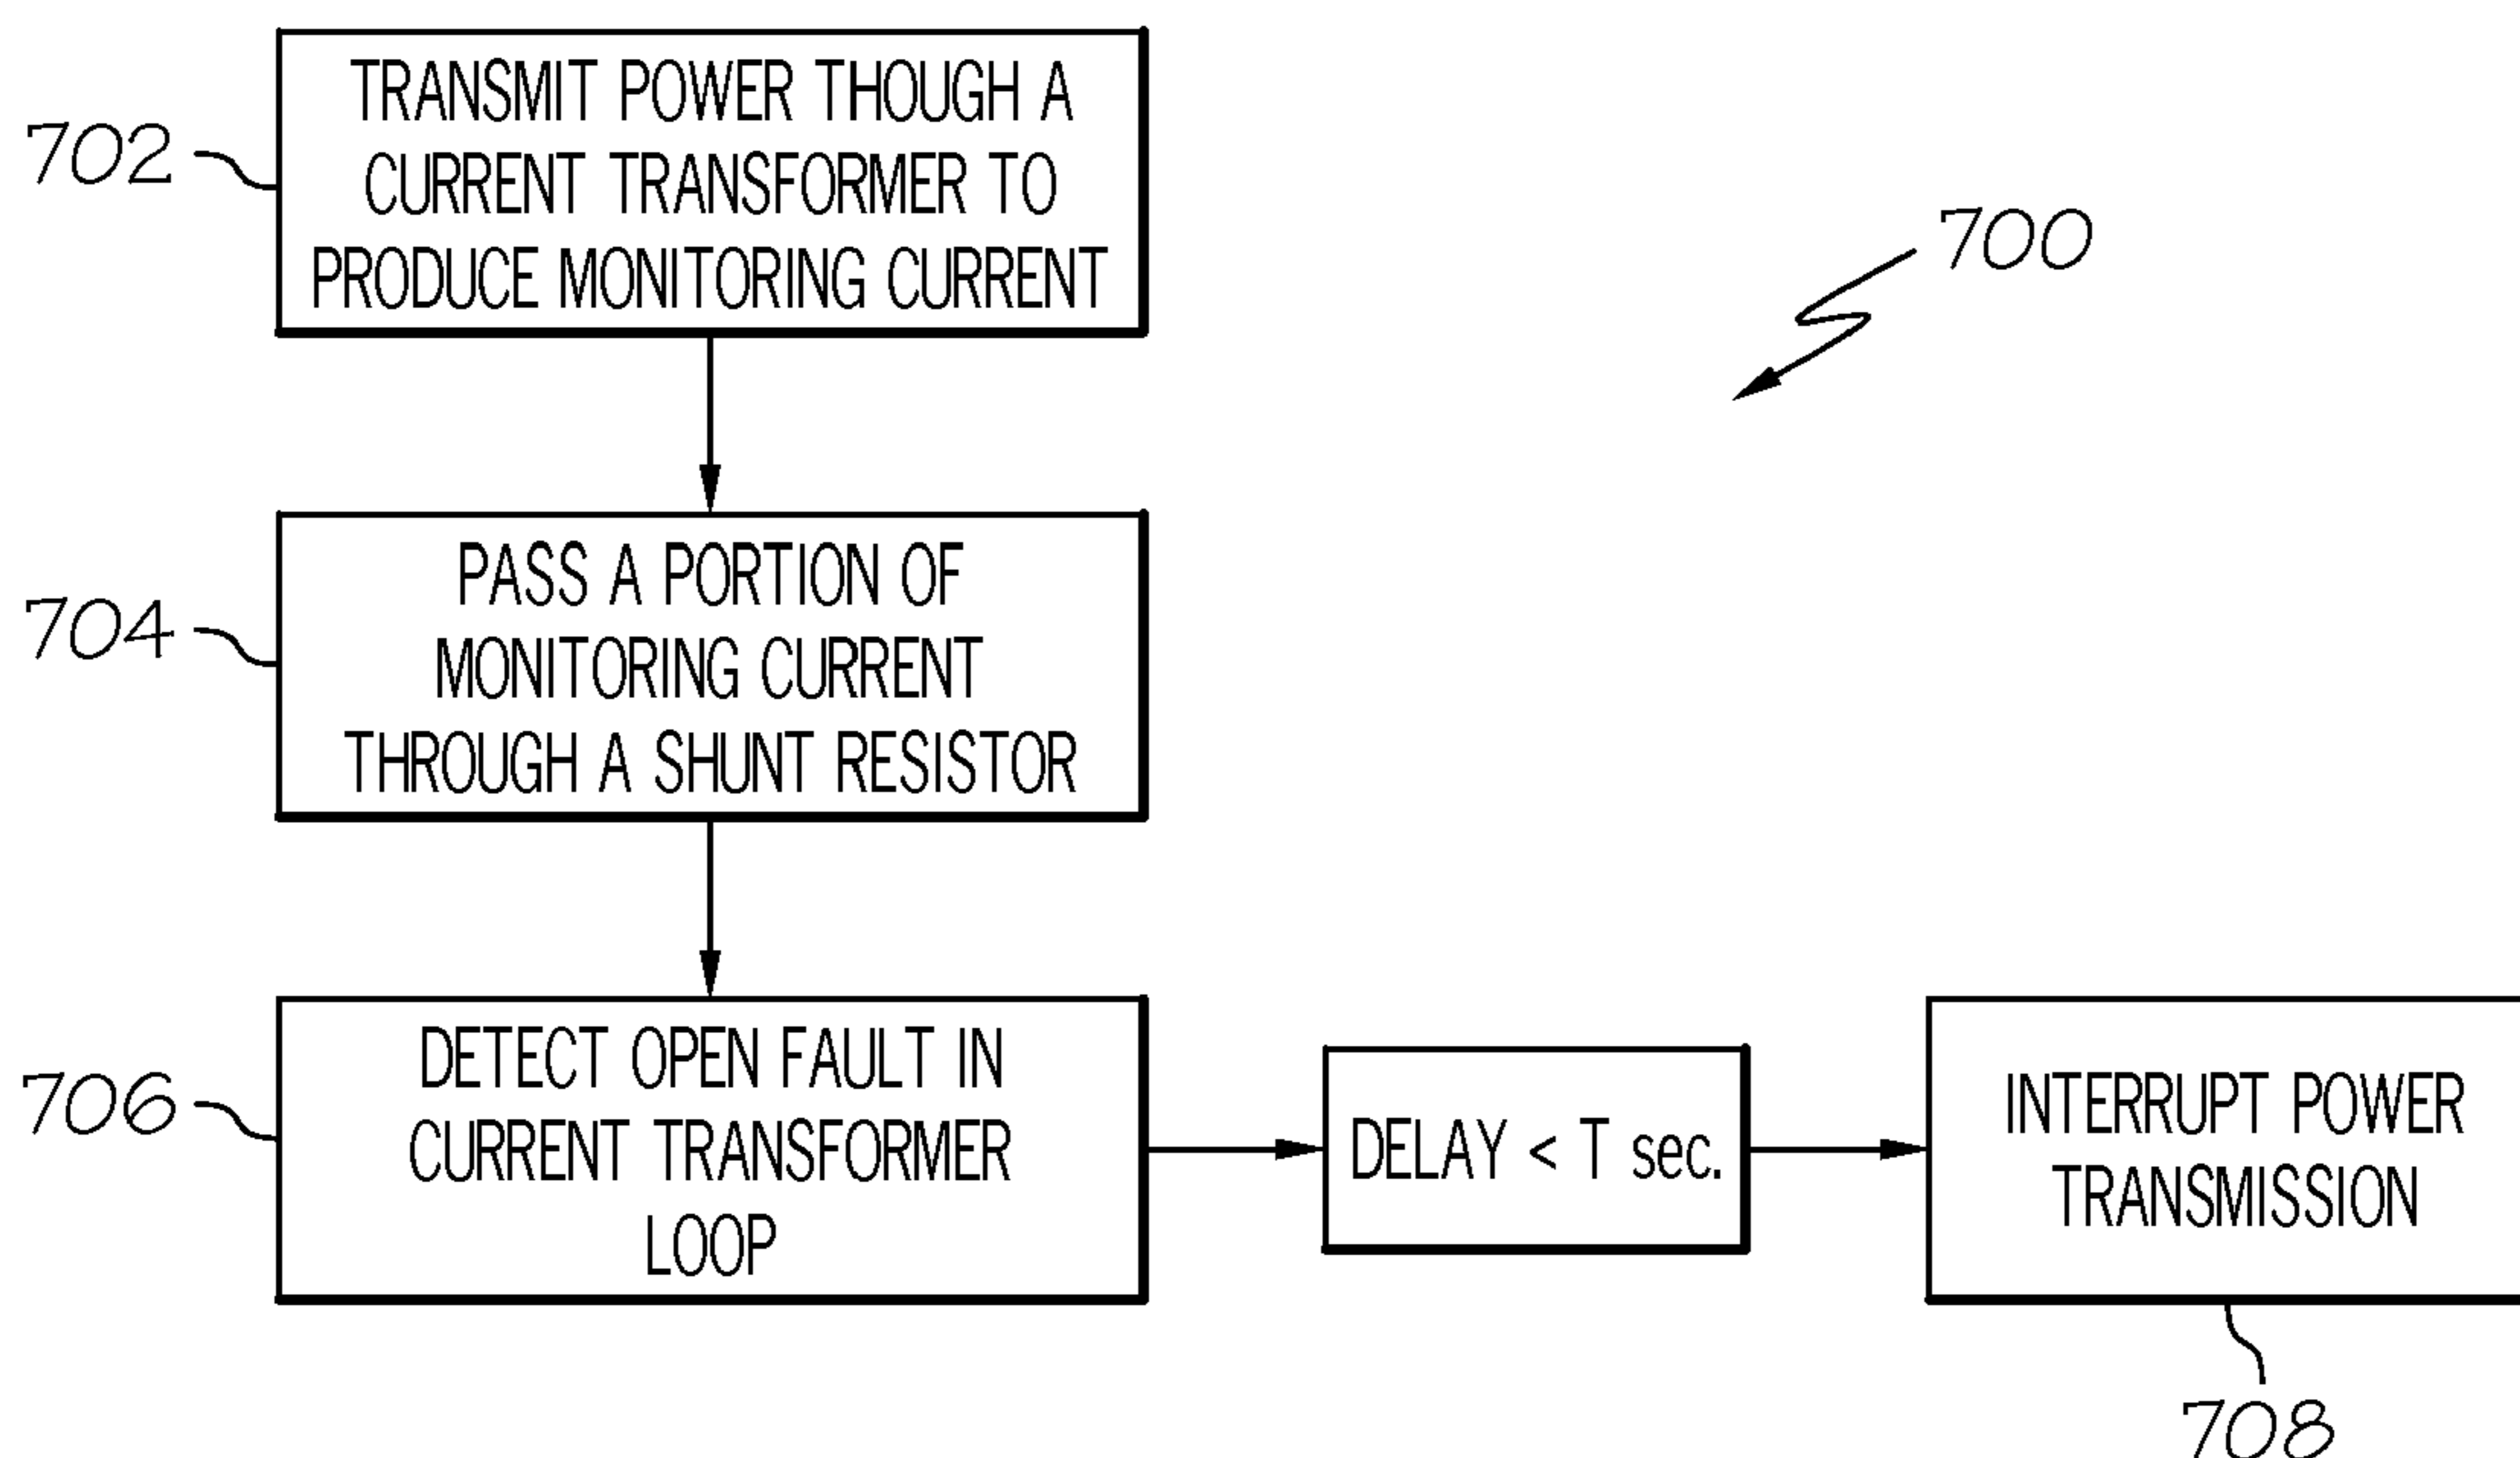 702
TRANSMIT POWER THOUGH A
CURRENT TRANSFORMER TO
PRODUCE MONITORING CURRENT
700
704
PASS A PORTION OF
MONITORING CURRENT
THROUGH A SHUNT RESISTOR
706
DETECT OPEN FAULT IN
CURRENT TRANSFORMER
LOOP
DELAY < T sec.
INTERRUPT POWER
TRANSMISSION
708